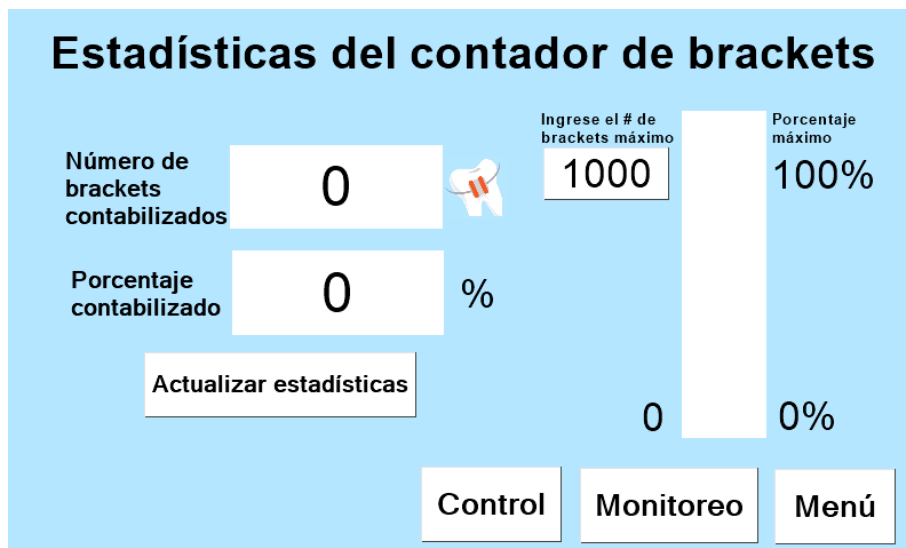 Estadísticas del contador de brackets
Número de
brackets
contabilizados
0
Ingrese el # de
brackets máximo
1000
Porcentaje
máximo
100%
Porcentaje
contabilizado
0
%
Actualizar estadísticas
0
0%
Control
Monitoreo
Menú